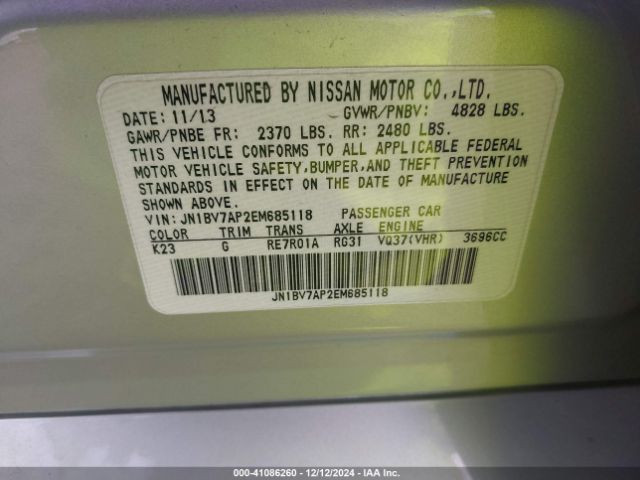 MANUFACTURED BY NISSAN MOTOR CO.,LTD.
DATE: 11/13 GVWR/PNBV: 4828 LBS.
GAWR/PNBE FR: 2370 LBS. RR: 2480 LBS.
THIS VEHICLE CONFORMS TO ALL APPLICABLE FEDERAL
MOTOR VEHICLE SAFETY,BUMPER,AND THEFT PREVENTION
STANDARDS IN EFFECT ON THE DATE OF MANUFACTURE
SHOWN ABOVE.
VIN: JN1BV7AP2EM685118 PASSENGER CAR
COLOR TRIM TRANS AXLE ENGINE
K23 G RE7R01A RG31 VQ37(VHR) 3696CC
JN1BV7AP2EM685118
000-41086260 - 12/12/2024 - IAA Inc.